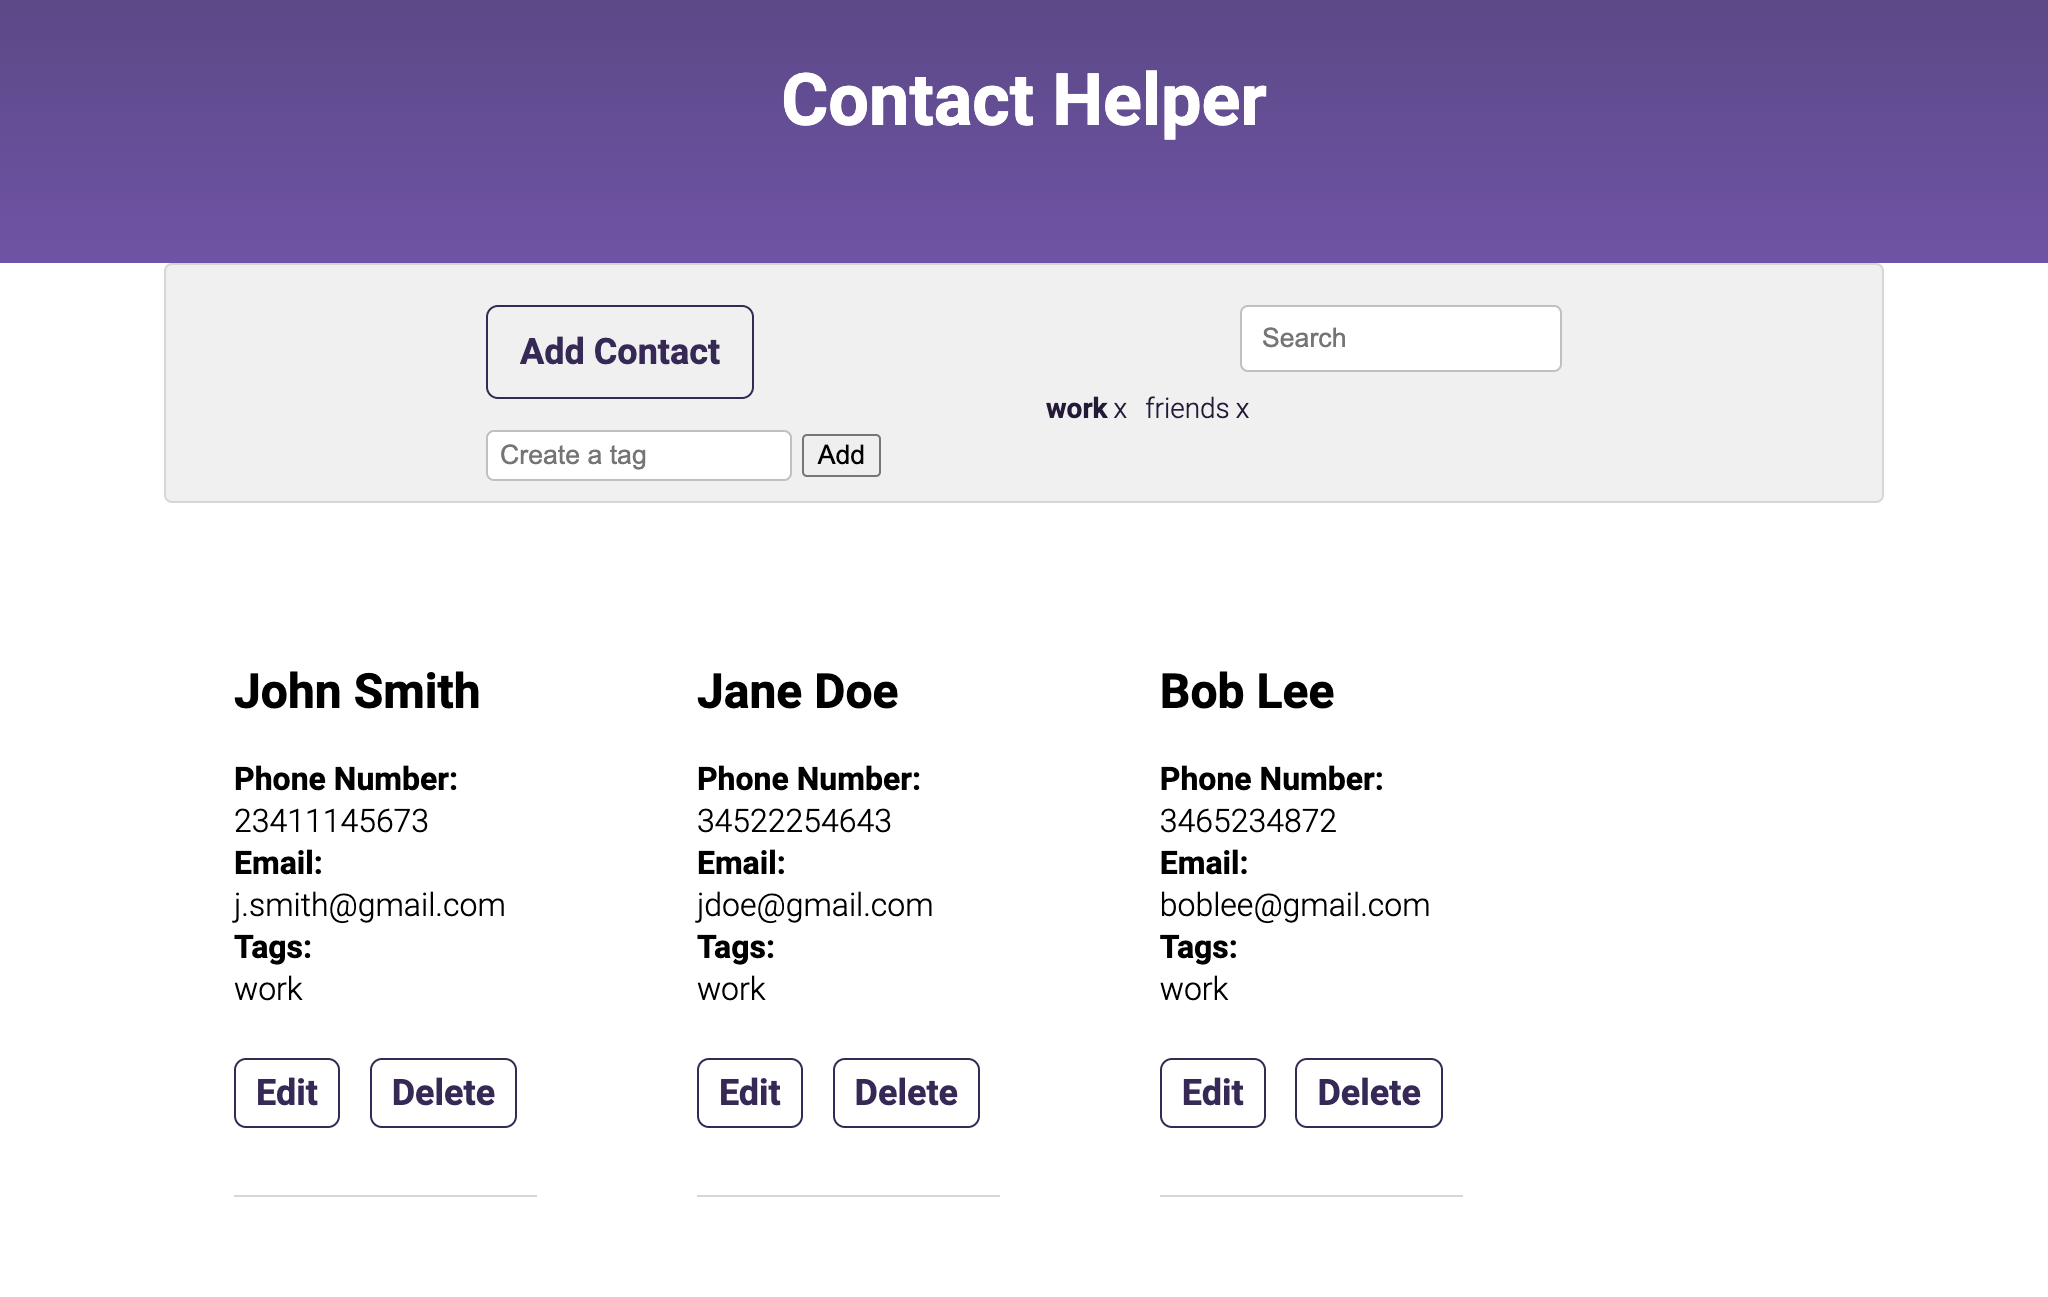 Contact Helper
Add Contact
Search
work x friends x
Create a tag
Add
John Smith
Phone Number:
23411145673
Email:
j.smith@gmail.com
Tags:
work
Edit Delete
Jane Doe
Phone Number:
34522254643
Email:
jdoe@gmail.com
Tags:
work
Edit Delete
Bob Lee
Phone Number:
3465234872
Email:
boblee@gmail.com
Tags:
work
Edit Delete